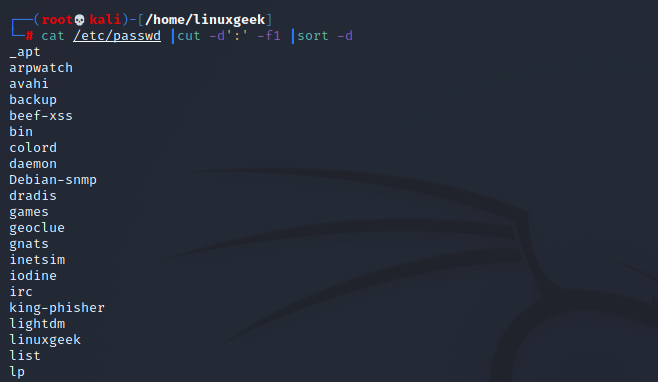 ┌──(root💀kali)-[/home/linuxgeek]
└─# cat /etc/passwd |cut -d':' -f1 |sort -d
_apt
arpwatch
avahi
backup
beef-xss
bin
colord
daemon
Debian-snmp
dradis
games
geoclue
gnats
inetsim
iodine
irc
king-phisher
lightdm
linuxgeek
list
lp